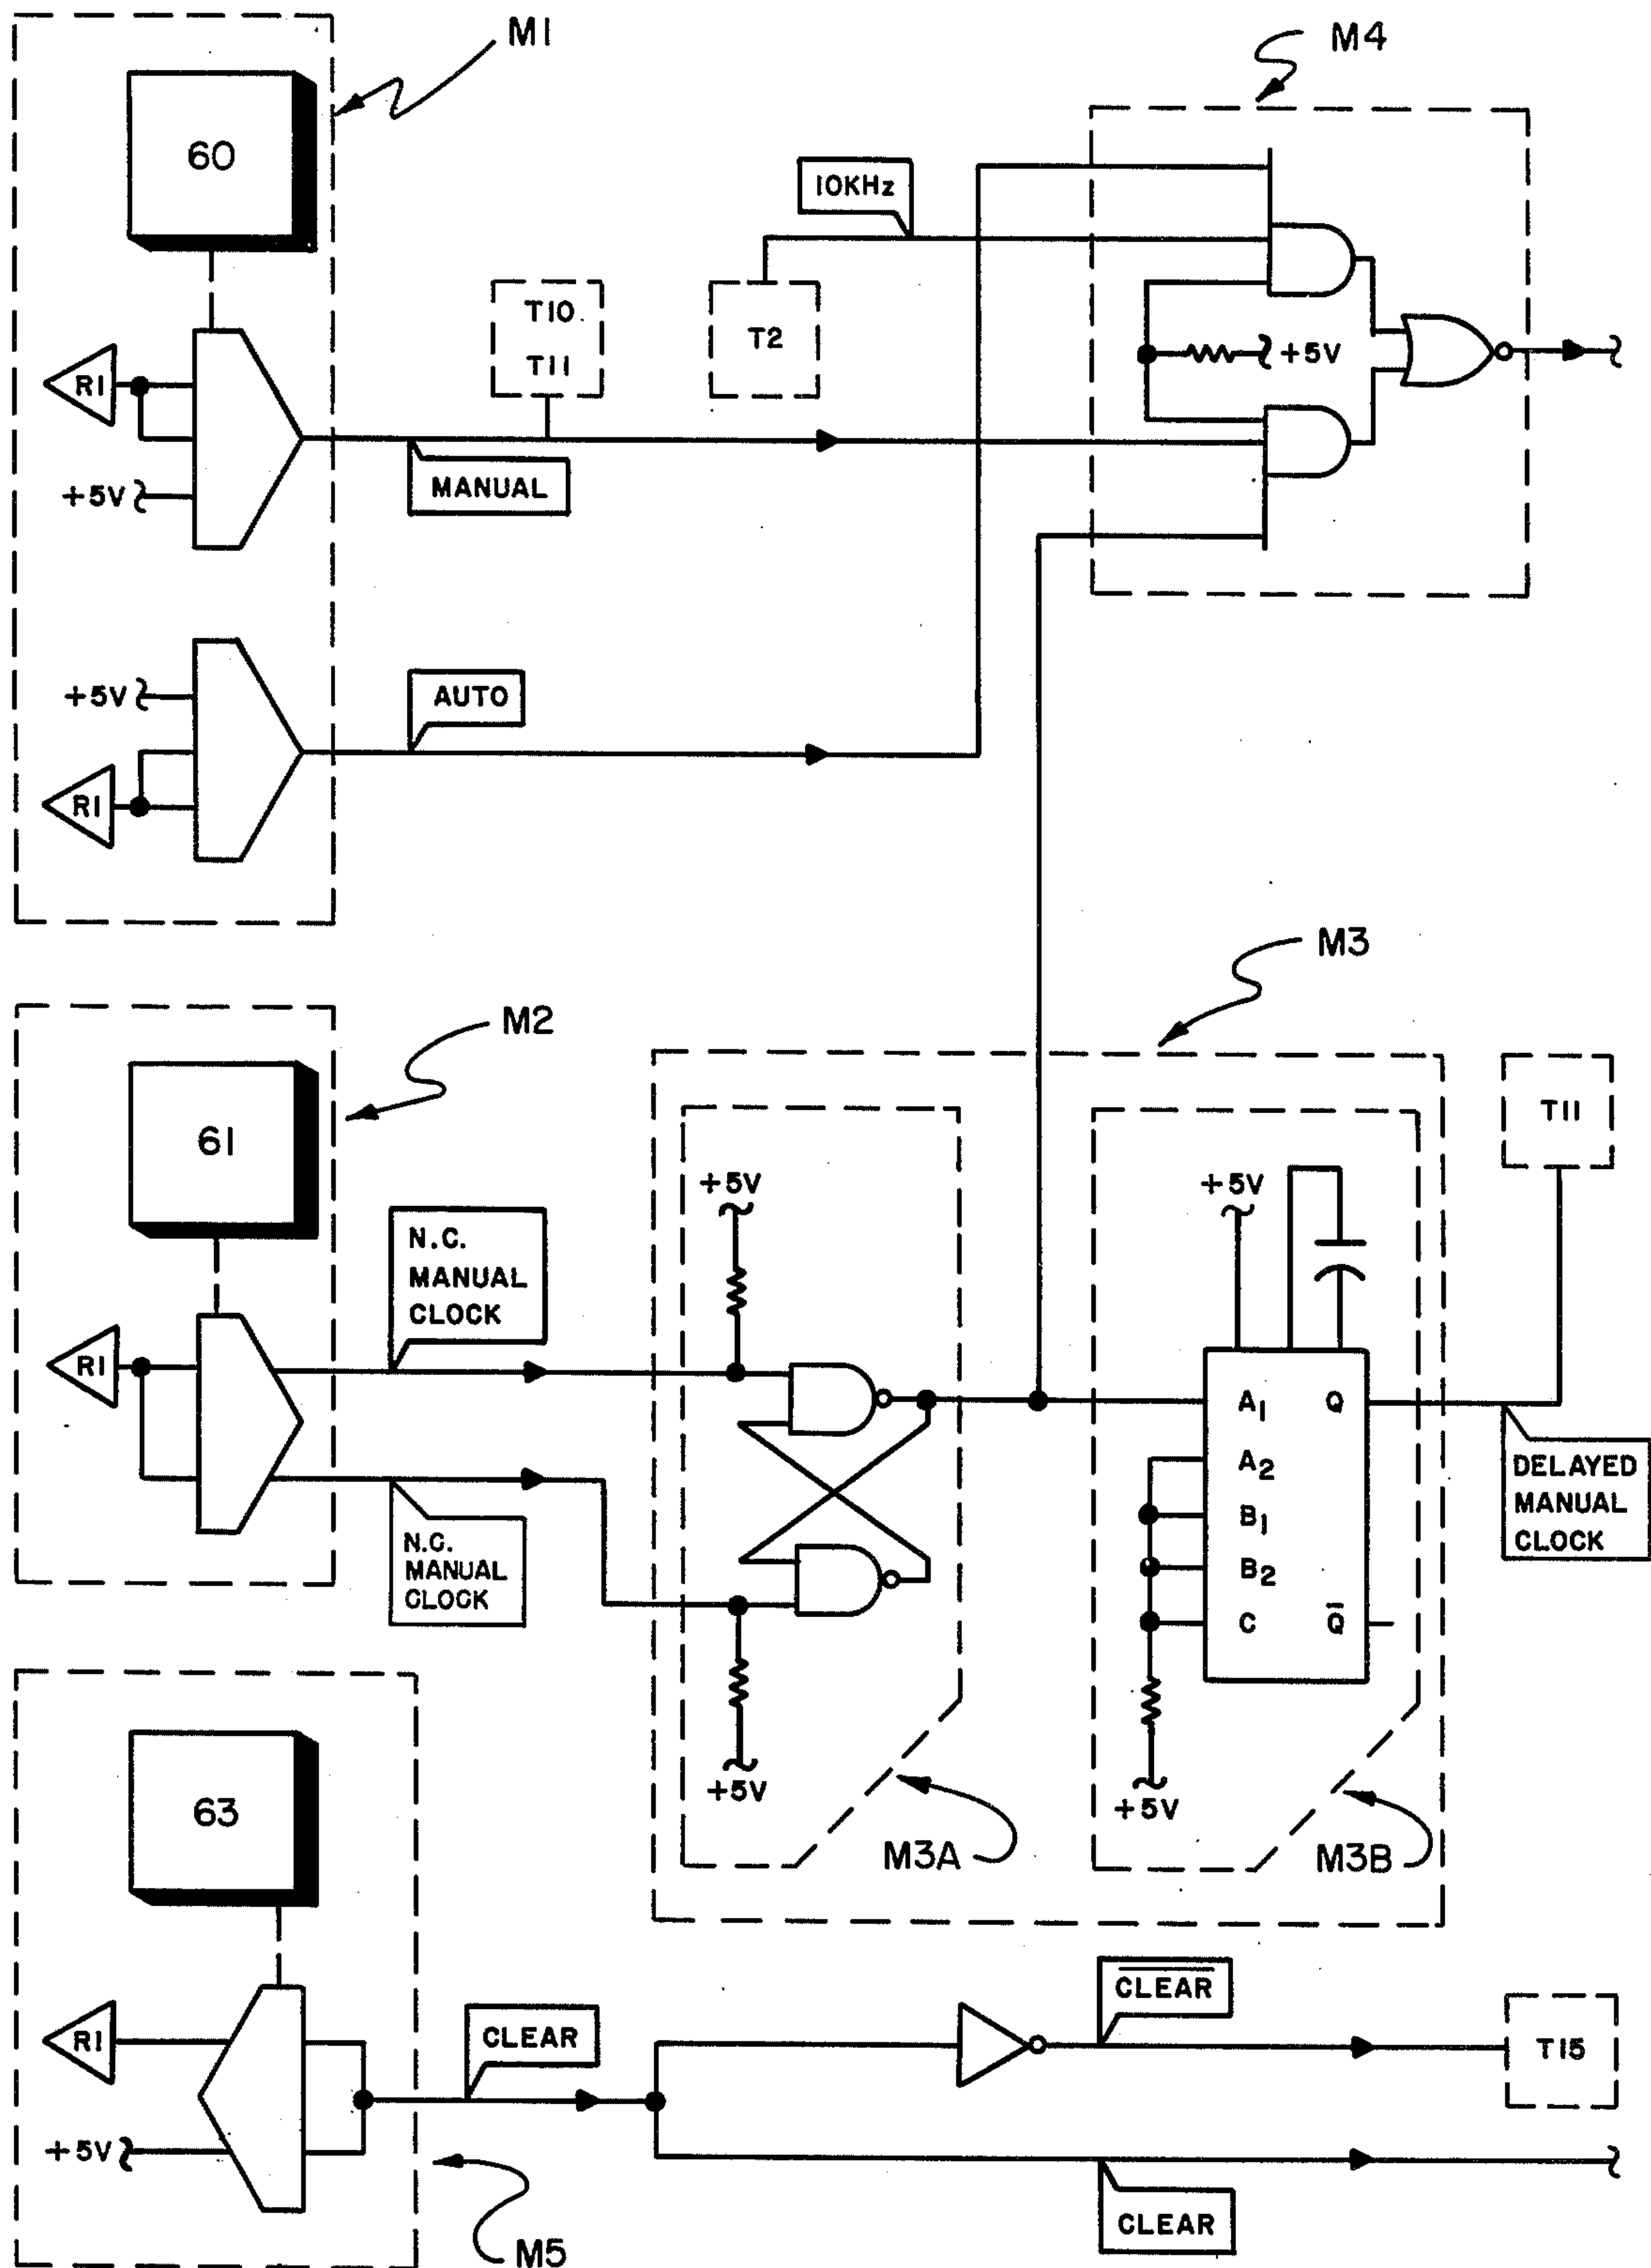 M1
M4
60
10KHz
T10
T11
T2
+5V
R1
+5V
MANUAL
+5V
AUTO
R1
M3
M2
61
T11
N.C.
MANUAL
CLOCK
+5V
+5V
R1
A1
Q
A2
B1
B2
C
Q̅
N.C.
MANUAL
CLOCK
DELAYED
MANUAL
CLOCK
+5V
+5V
M3A
M3B
63
R1
CLEAR
C̅L̅E̅A̅R̅
T15
+5V
CLEAR
M5